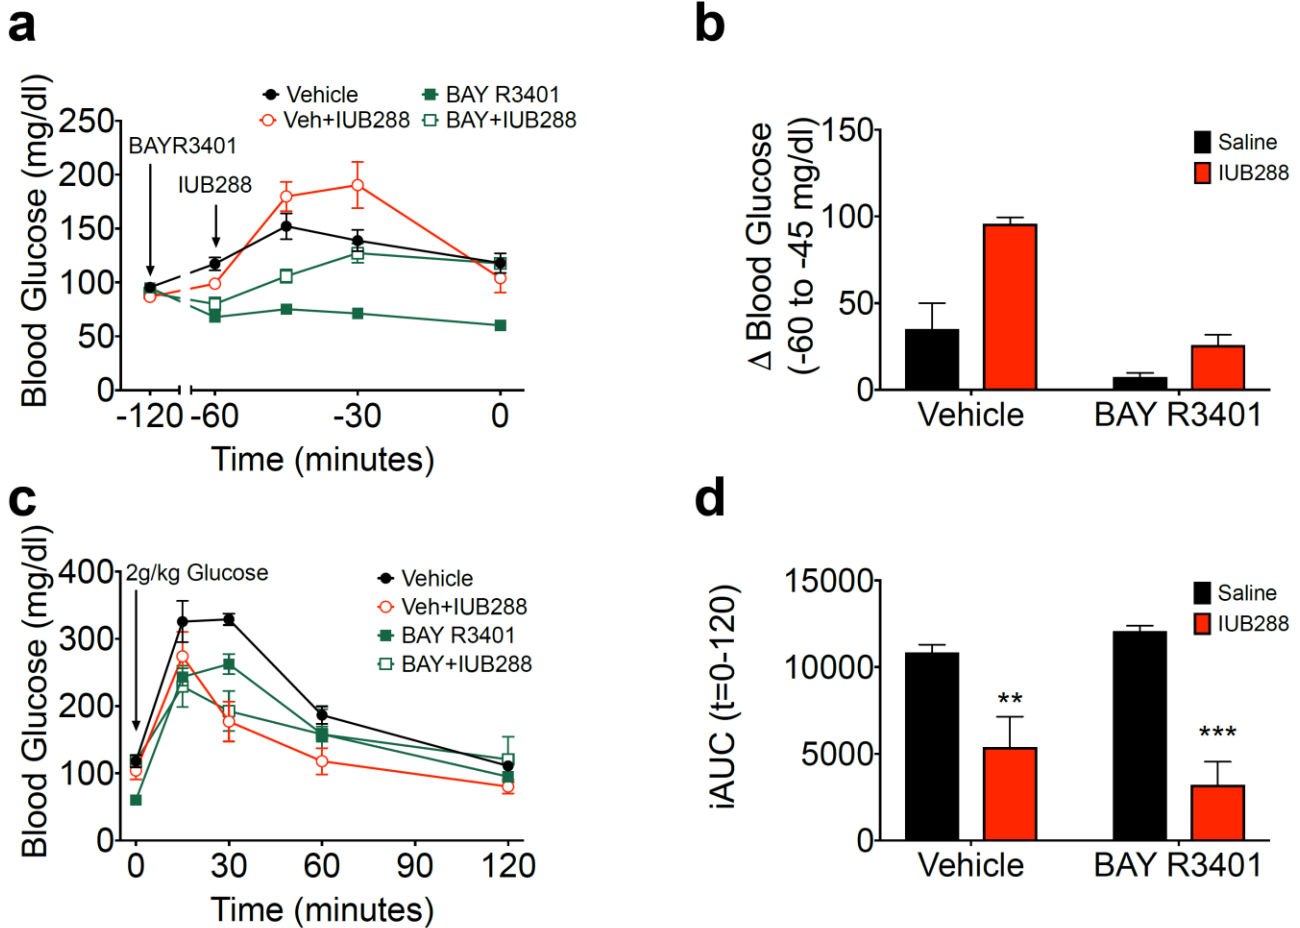 a
Vehicle
BAY R3401
Veh+IUB288
BAY+IUB288
Blood Glucose (mg/dl)
250
200
150
100
50
0
BAYR3401
IUB288
-120
-60
-30
0
Time (minutes)
b
Δ Blood Glucose
(-60 to -45 mg/dl)
150
100
50
0
Saline
IUB288
Vehicle
BAY R3401
c
Blood Glucose (mg/dl)
400
300
200
100
0
2g/kg Glucose
Vehicle
Veh+IUB288
BAY R3401
BAY+IUB288
0
30
60
90
120
Time (minutes)
d
iAUC (t=0-120)
15000
10000
5000
0
Saline
IUB288
**
***
Vehicle
BAY R3401